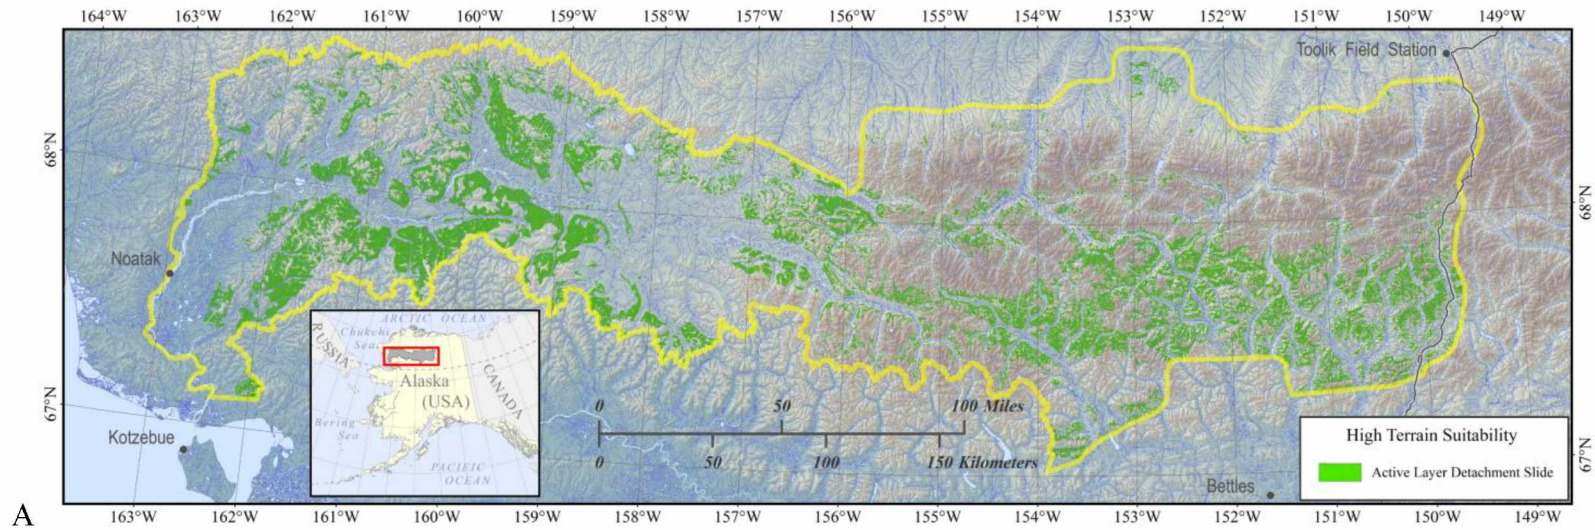 164°W 163°W 162°W 161°W 160°W 159°W 158°W 157°W 156°W 155°W 154°W 153°W 152°W 151°W 150°W 149°W
Toolik Field Station
68°N
68°N
Noatak
ARCTIC OCEAN
Chukchi
Sea
RUSSIA
Alaska
(USA)
CANADA
Bering
Sea
PACIFIC
OCEAN
67°N
Kotzebue
0 50 100 Miles
0 50 100 150 Kilometers
67°N
Bettles
High Terrain Suitability
Active Layer Detachment Slide
A
163°W 162°W 161°W 160°W 159°W 158°W 157°W 156°W 155°W 154°W 153°W 152°W 151°W 150°W